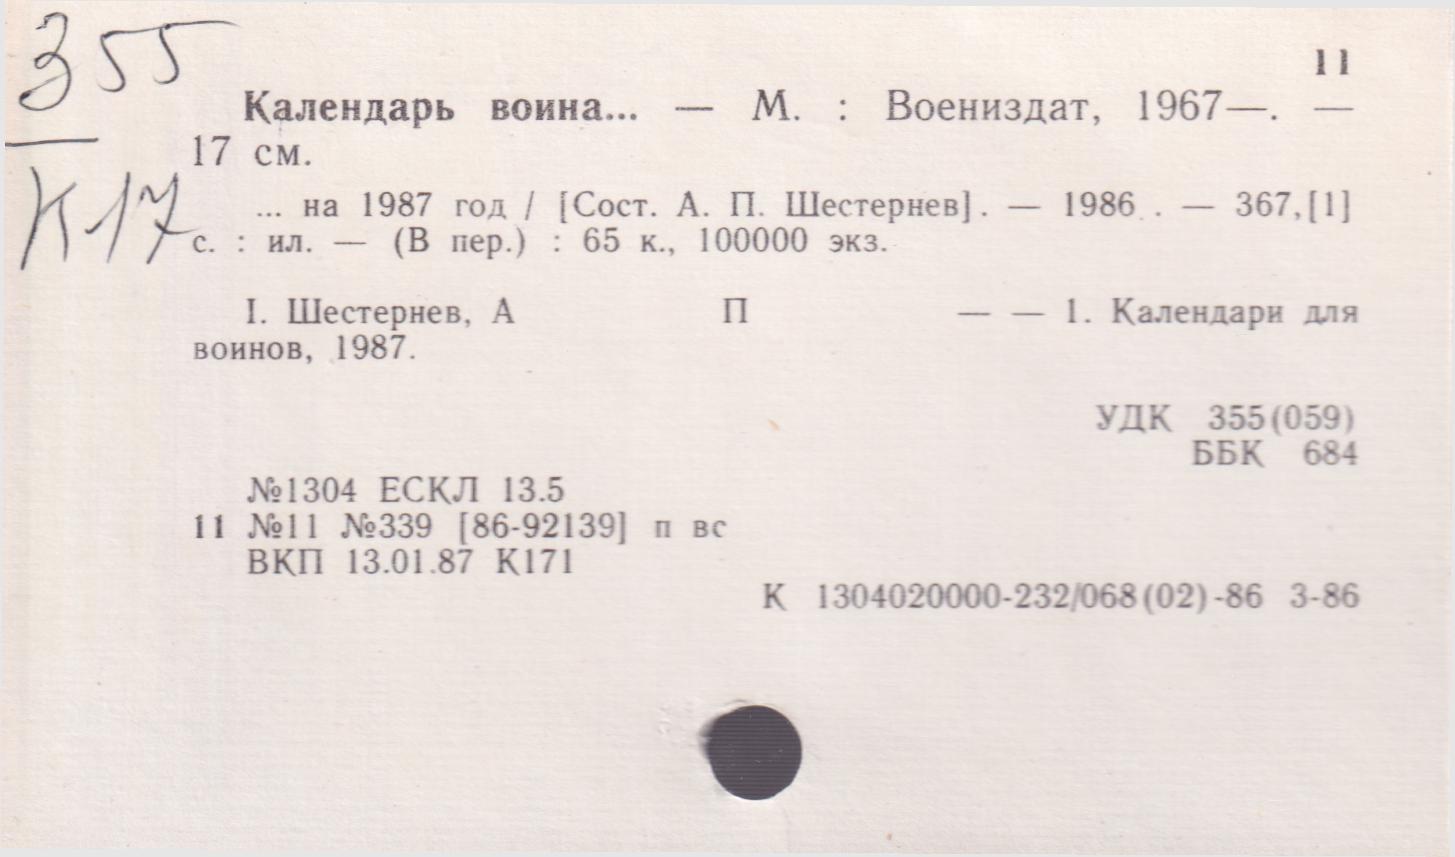 355
К17
11
Календарь воина... — М. : Воениздат, 1967—. —
17 см.
... на 1987 год / [Сост. А. П. Шестернев]. — 1986 . — 367,[1]
с. : ил. — (В пер.) : 65 к., 100000 экз.
I. Шестернев, А П — — 1. Календари для
воинов, 1987.
УДК 355(059)
ББК 684
№1304 ЕСКЛ 13.5
11 №11 №339 [86-92139] п вс
ВКП 13.01.87 К171
К 1304020000-232/068(02)-86 3-86